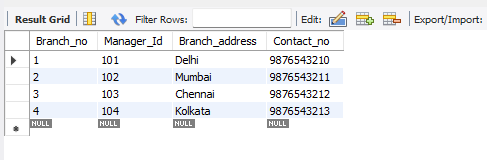 Result Grid Filter Rows: Edit: Export/Import:
Branch_no Manager_Id Branch_address Contact_no
1 101 Delhi 9876543210
2 102 Mumbai 9876543211
3 103 Chennai 9876543212
4 104 Kolkata 9876543213
NULL NULL NULL NULL